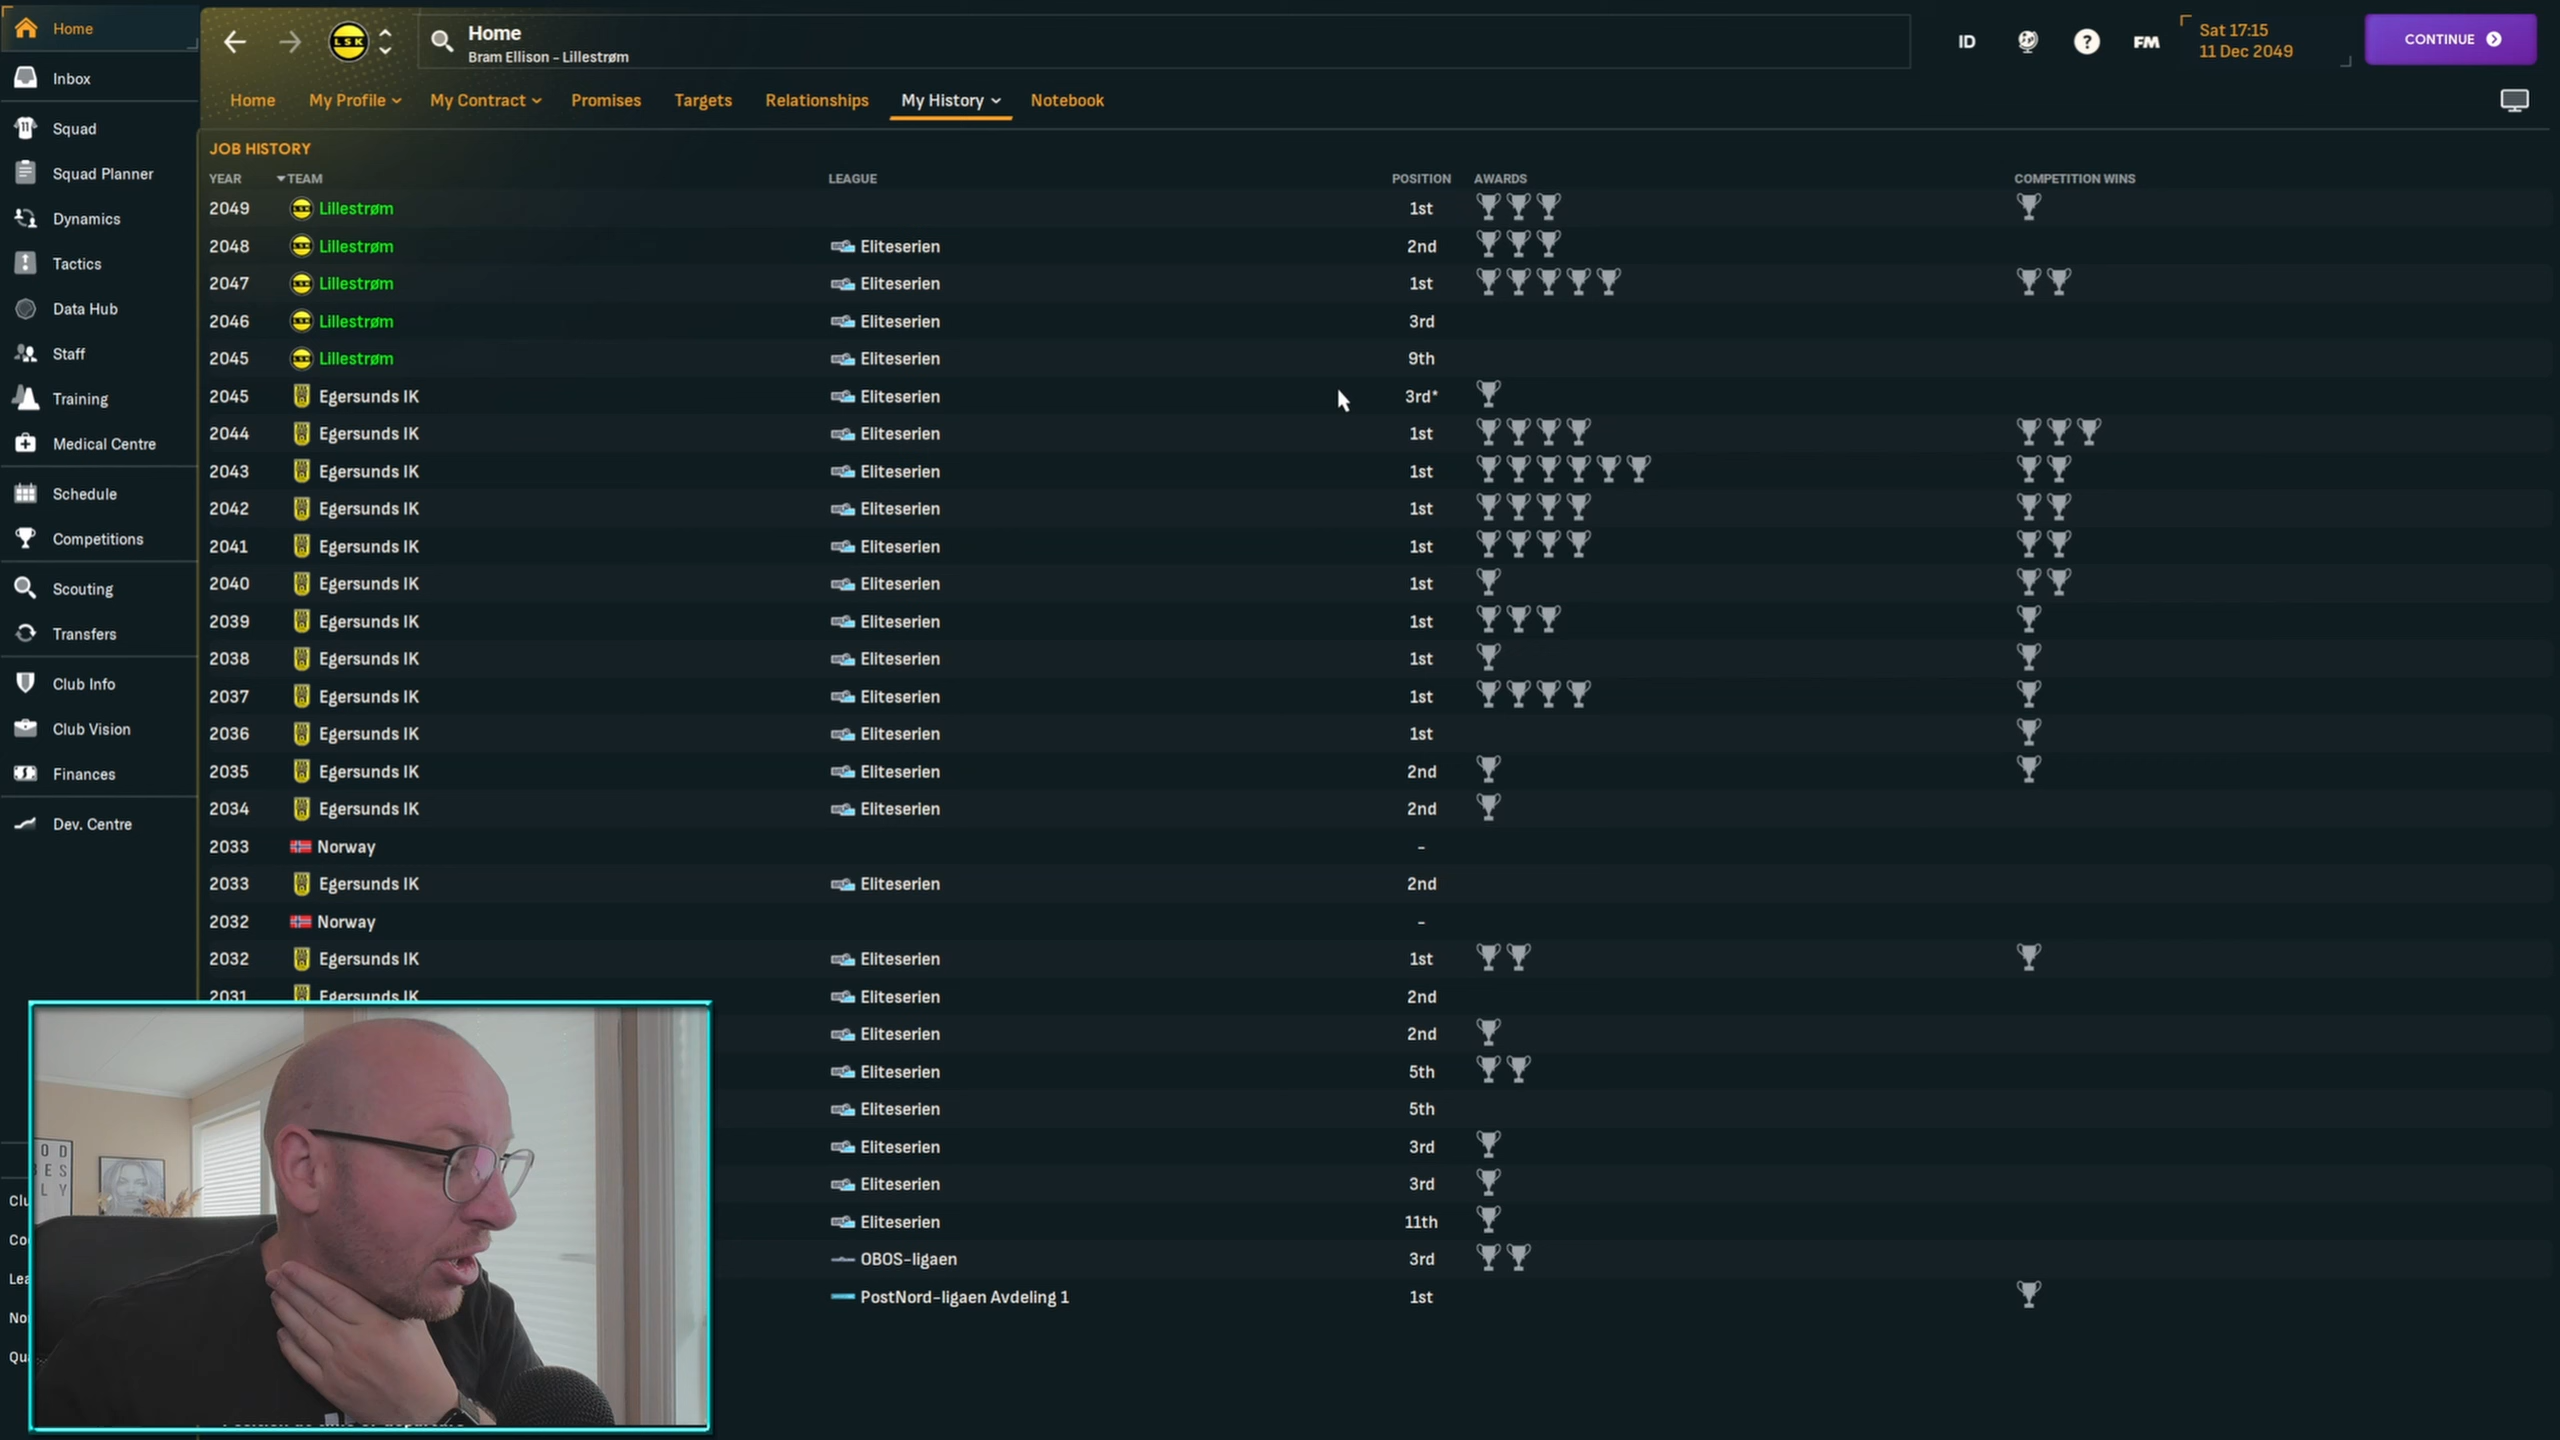 Home
Inbox
Squad
Squad Planner
Dynamics
Tactics
Data Hub
Staff
Training
Medical Centre
Schedule
Competitions
Scouting
Transfers
Club Info
Club Vision
Finances
Dev. Centre
LSK
Home
Bram Ellison - Lillestrøm
ID
?
FM
Sat 17:15
11 Dec 2049
CONTINUE
Home My Profile My Contract Promises Targets Relationships My History Notebook
JOB HISTORY
YEAR TEAM LEAGUE POSITION AWARDS COMPETITION WINS
2049 Lillestrøm 1st
2048 Lillestrøm Eliteserien 2nd
2047 Lillestrøm Eliteserien 1st
2046 Lillestrøm Eliteserien 3rd
2045 Lillestrøm Eliteserien 9th
2045 Egersunds IK Eliteserien 3rd*
2044 Egersunds IK Eliteserien 1st
2043 Egersunds IK Eliteserien 1st
2042 Egersunds IK Eliteserien 1st
2041 Egersunds IK Eliteserien 1st
2040 Egersunds IK Eliteserien 1st
2039 Egersunds IK Eliteserien 1st
2038 Egersunds IK Eliteserien 1st
2037 Egersunds IK Eliteserien 1st
2036 Egersunds IK Eliteserien 1st
2035 Egersunds IK Eliteserien 2nd
2034 Egersunds IK Eliteserien 2nd
2033 Norway -
2033 Egersunds IK Eliteserien 2nd
2032 Norway -
2032 Egersunds IK Eliteserien 1st
2031 Egersunds IK Eliteserien 2nd
Eliteserien 2nd
Eliteserien 5th
Eliteserien 5th
Eliteserien 3rd
Eliteserien 3rd
Eliteserien 11th
OBOS-ligaen 3rd
PostNord-ligaen Avdeling 1 1st
O D
B E S
L Y
Clu
Co
Lea
No
Qu